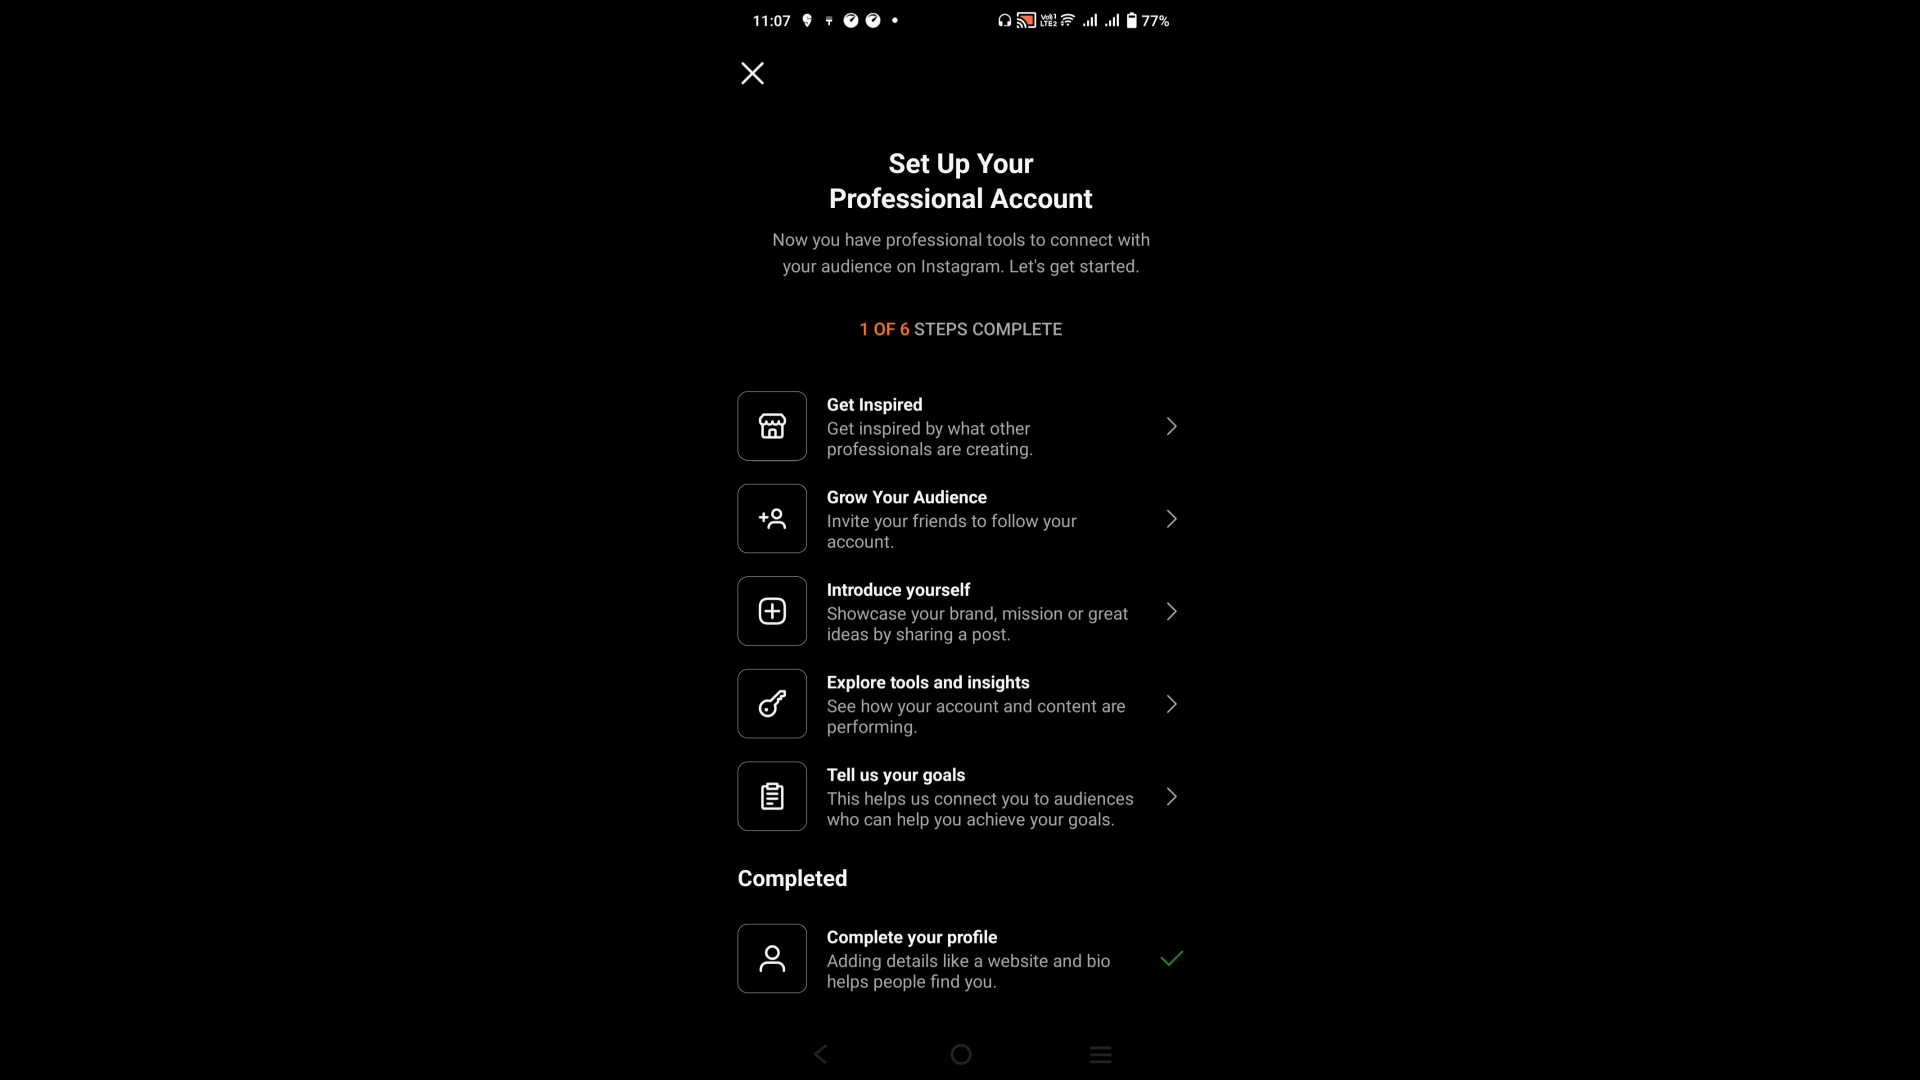 11:07
77%
Set Up Your
Professional Account
Now you have professional tools to connect with
your audience on Instagram. Let's get started.
1 OF 6 STEPS COMPLETE
Get Inspired
Get inspired by what other
professionals are creating.
Grow Your Audience
Invite your friends to follow your
account.
Introduce yourself
Showcase your brand, mission or great
ideas by sharing a post.
Explore tools and insights
See how your account and content are
performing.
Tell us your goals
This helps us connect you to audiences
who can help you achieve your goals.
Completed
Complete your profile
Adding details like a website and bio
helps people find you.